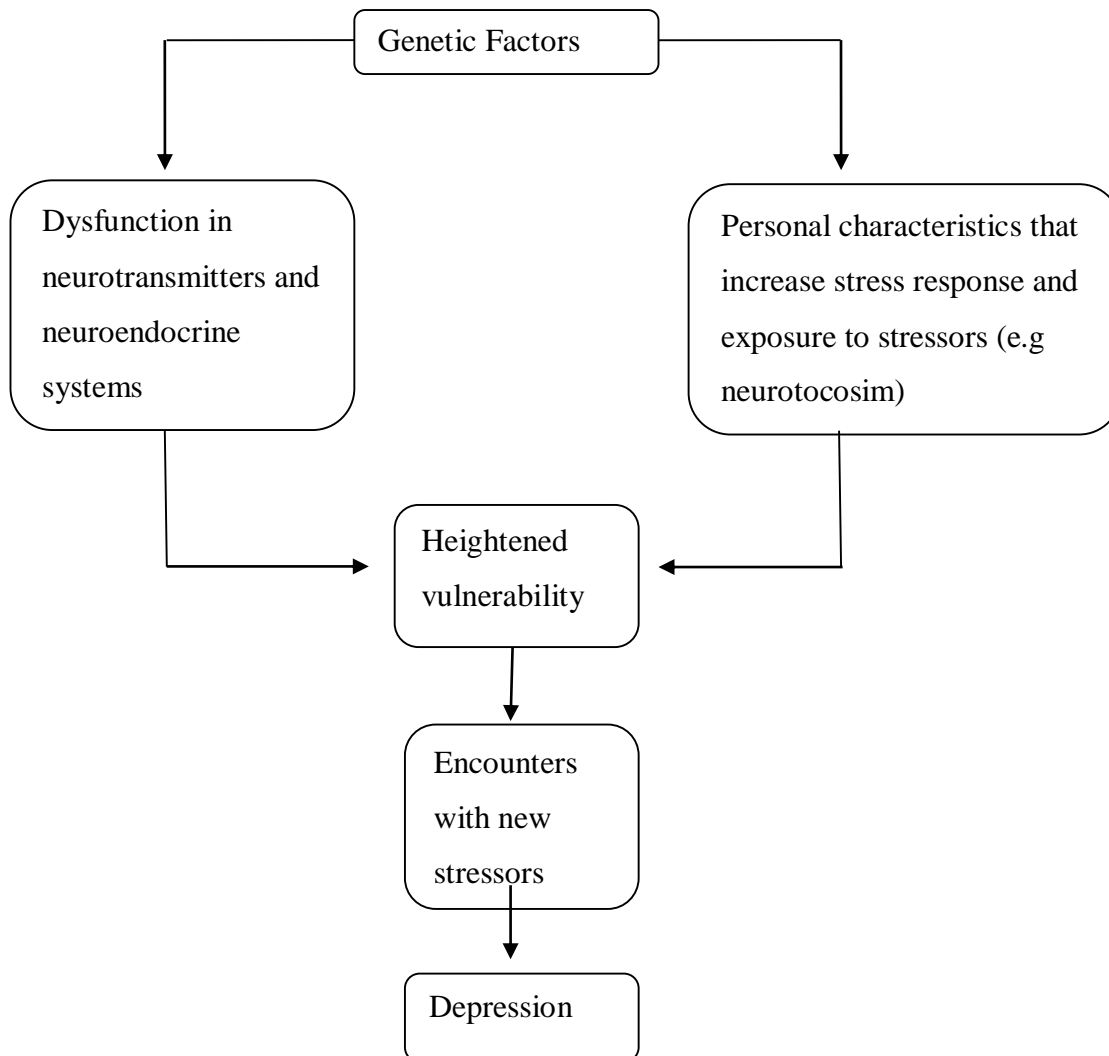 Genetic Factors
Dysfunction in
neurotransmitters and
neuroendocrine
systems
Personal characteristics that
increase stress response and
exposure to stressors (e.g
neurotocosim)
Heightened
vulnerability
Encounters
with new
stressors
Depression